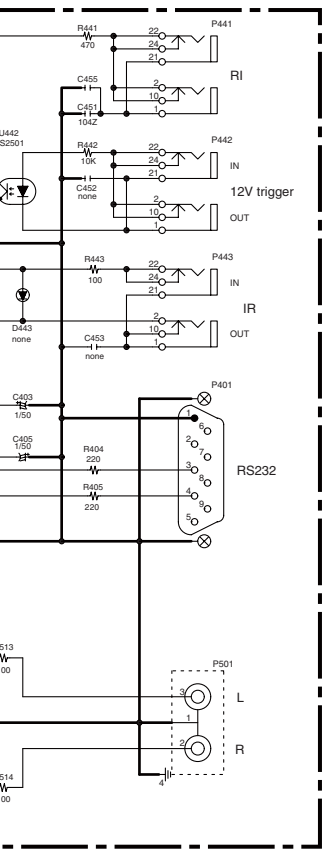 P441
R441
470
22
24
21
RI
C455
2
10
1
C451
104Z
U442
S2501
R442
10K
P442
22
24
21
IN
C452
none
12V trigger
2
10
1
OUT
P443
R443
100
22
24
21
IN
IR
D443
none
2
10
1
OUT
C453
none
P401
C403
1/50
1
6
2
7
C405
1/50
R404
220
3
8
RS232
R405
220
4
9
5
513
00
P501
3
L
1
2
R
4
514
00